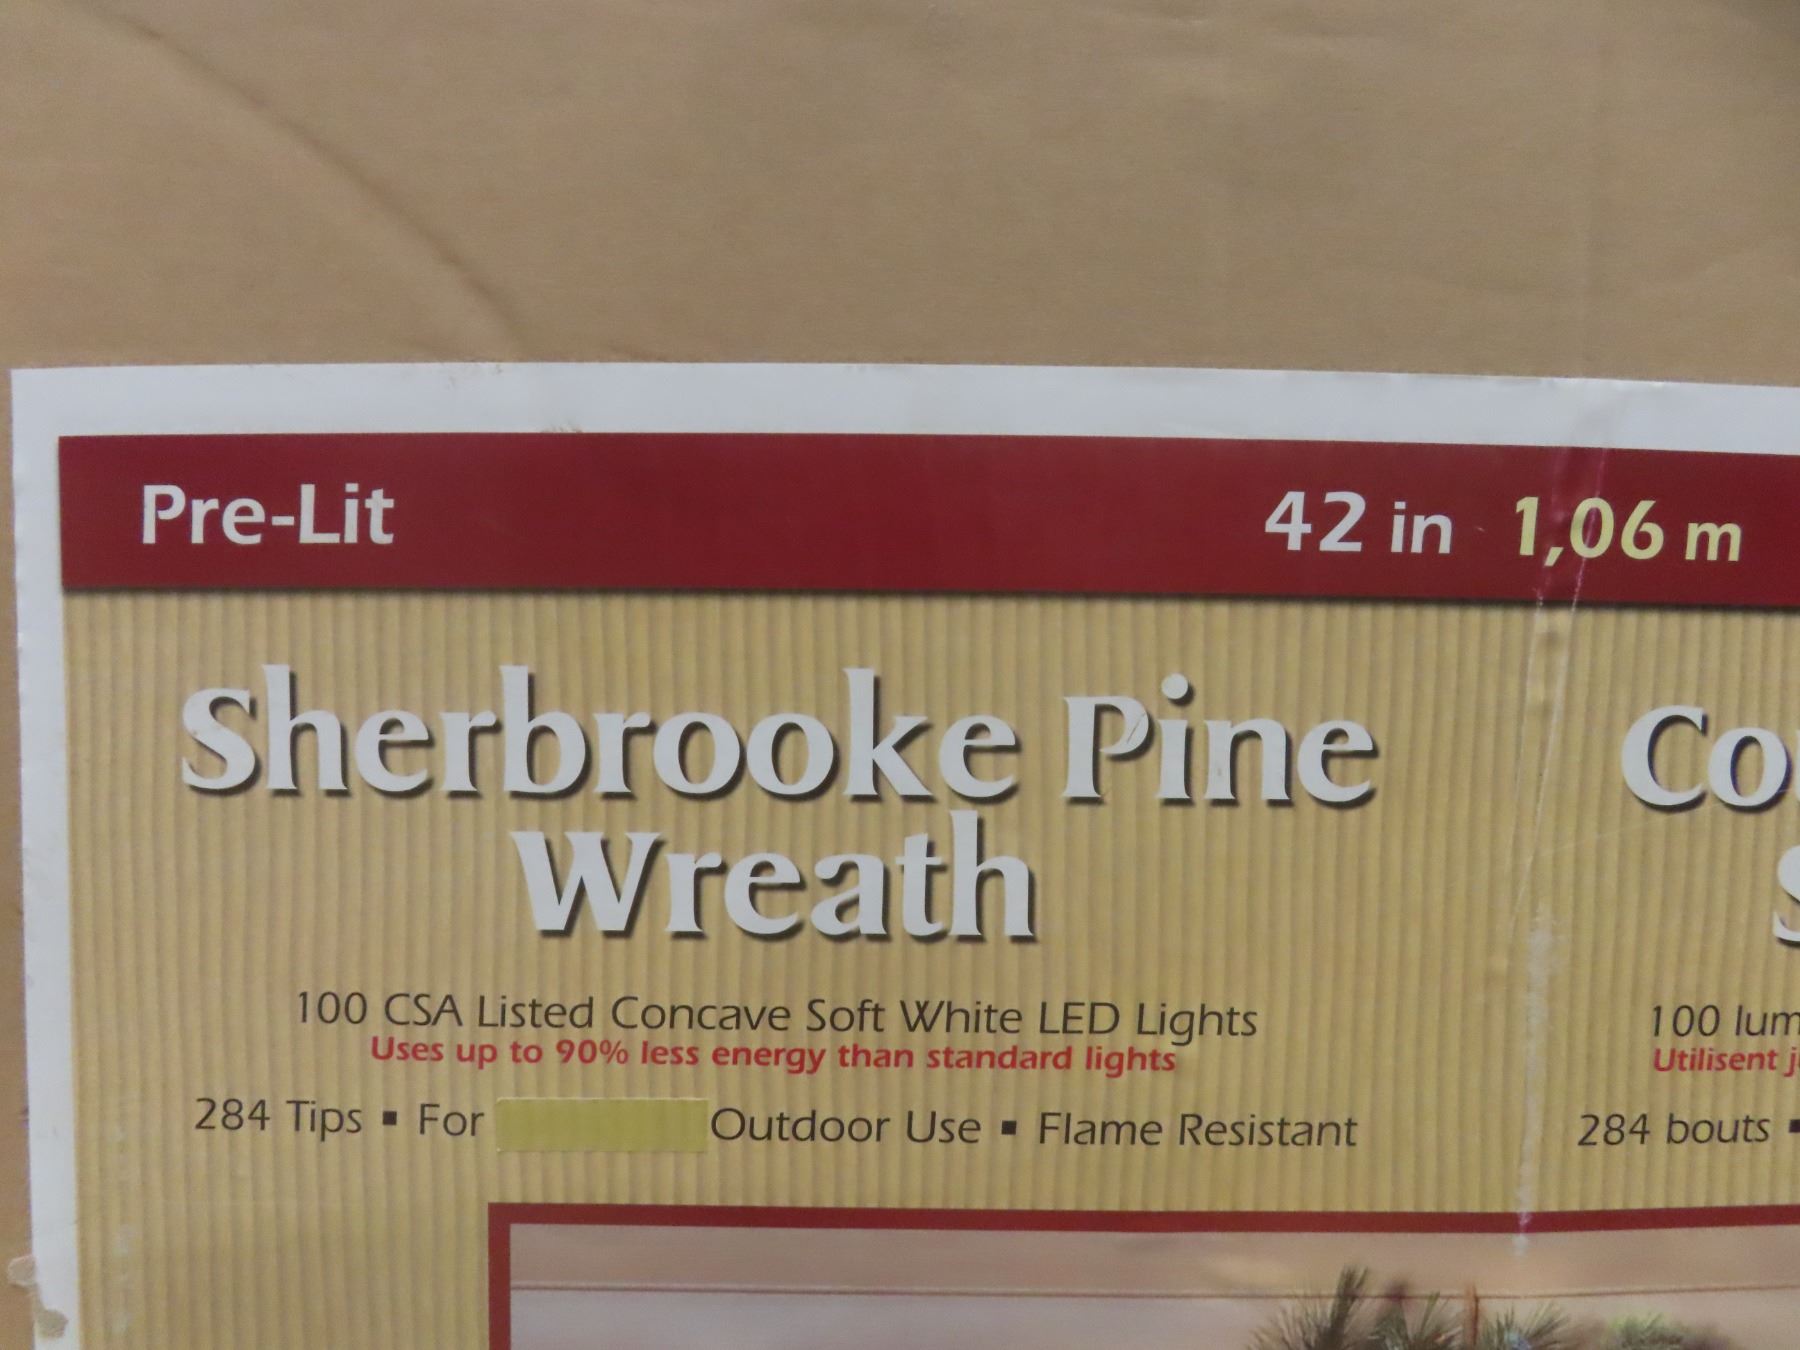 Pre-Lit 42 in 1,06 m
Sherbrooke Pine
Wreath
100 CSA Listed Concave Soft White LED Lights
Uses up to 90% less energy than standard lights
284 Tips ▪ For Outdoor Use ▪ Flame Resistant
100
Utilisent
284 bouts ▪